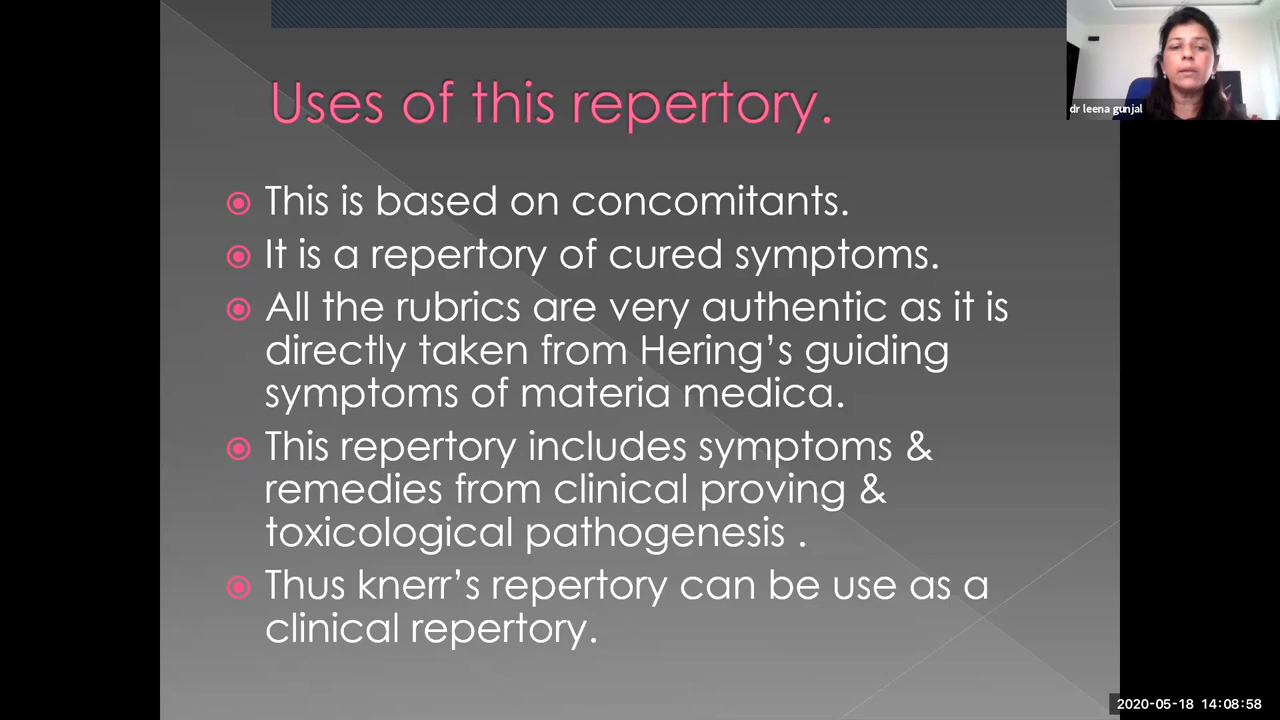 Uses of this repertory.
dr leena gunjal
This is based on concomitants.
It is a repertory of cured symptoms.
All the rubrics are very authentic as it is
directly taken from Hering’s guiding
symptoms of materia medica.
This repertory includes symptoms &
remedies from clinical proving &
toxicological pathogenesis .
Thus knerr’s repertory can be use as a
clinical repertory.
2020-05-18 14:08:58